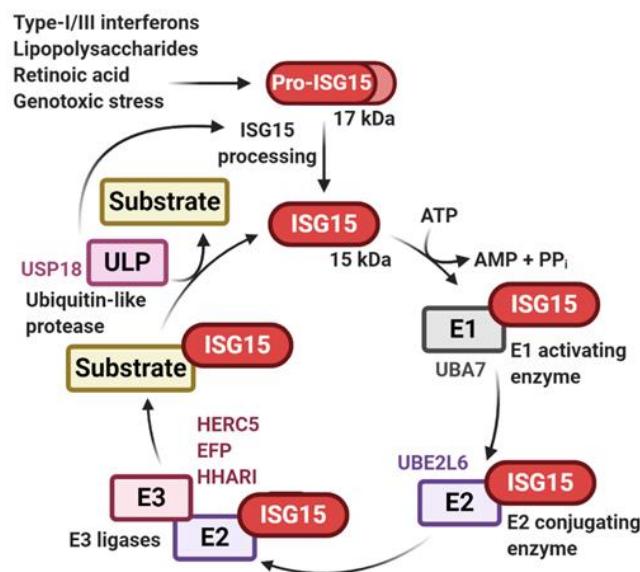 Type-I/III interferons
Lipopolysaccharides
Retinoic acid
Genotoxic stress
Pro-ISG15
17 kDa
ISG15
processing
Substrate
ISG15
15 kDa
ATP
AMP + PPi
USP18
ULP
Ubiquitin-like
protease
ISG15
E1
UBA7
E1 activating
enzyme
Substrate
ISG15
HERC5
EFP
HHARI
UBE2L6
ISG15
E2
E2 conjugating
enzyme
E3
E3 ligases
E2
ISG15